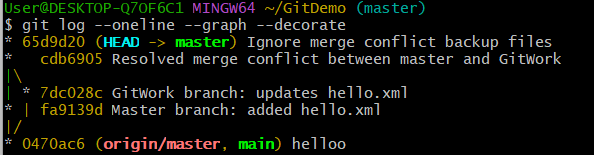 User@DESKTOP-Q7OF6C1 MINGW64 ~/GitDemo (master)
$ git log --oneline --graph --decorate
* 65d9d20 (HEAD -> master) Ignore merge conflict backup files
*   cdb6905 Resolved merge conflict between master and GitWork
|\
| * 7dc028c GitWork branch: updates hello.xml
* | fa9139d Master branch: added hello.xml
|/
* 0470ac6 (origin/master, main) helloo